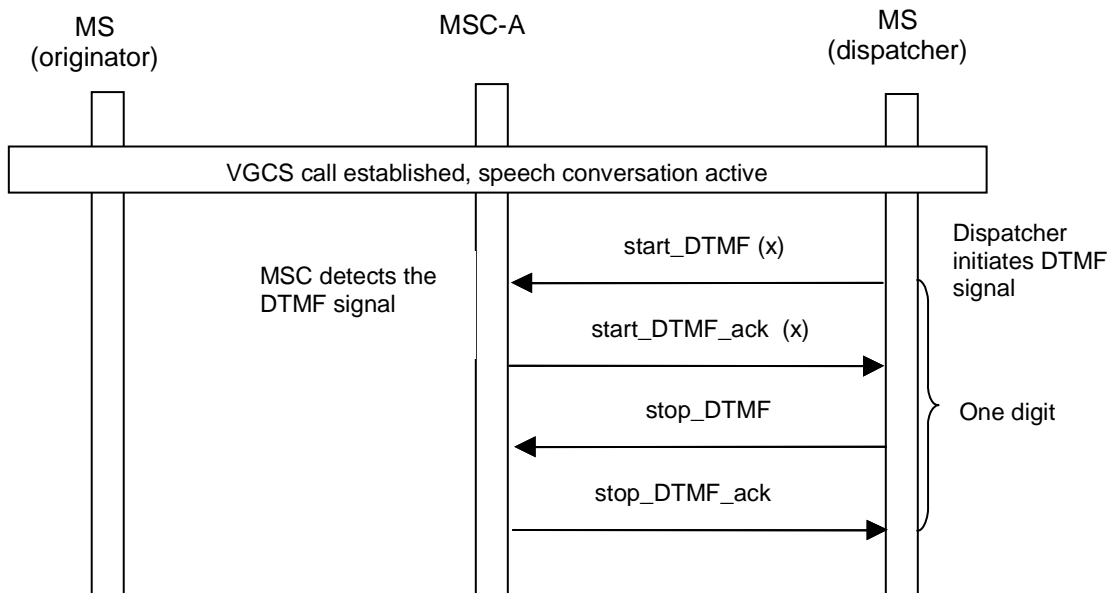 MS
(originator)
MSC-A
MS
(dispatcher)
VGCS call established, speech conversation active
start_DTMF (x)
Dispatcher
initiates DTMF
signal
MSC detects the
DTMF signal
start_DTMF_ack (x)
stop_DTMF
One digit
stop_DTMF_ack